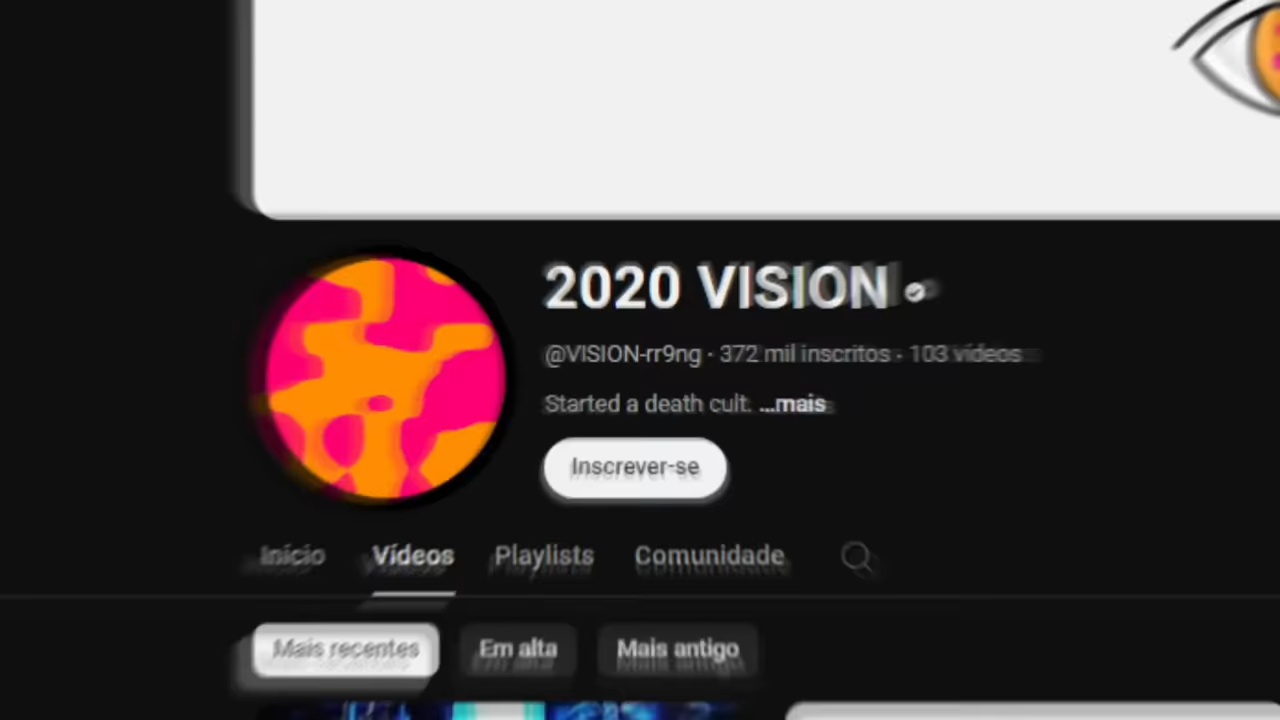 2020 VISION
@VISION-rr9ng · 372 mil inscritos · 103 vídeos
Started a death cult. ...mais
Inscrever-se
Início Vídeos Playlists Comunidade
Mais recentes Em alta Mais antigo